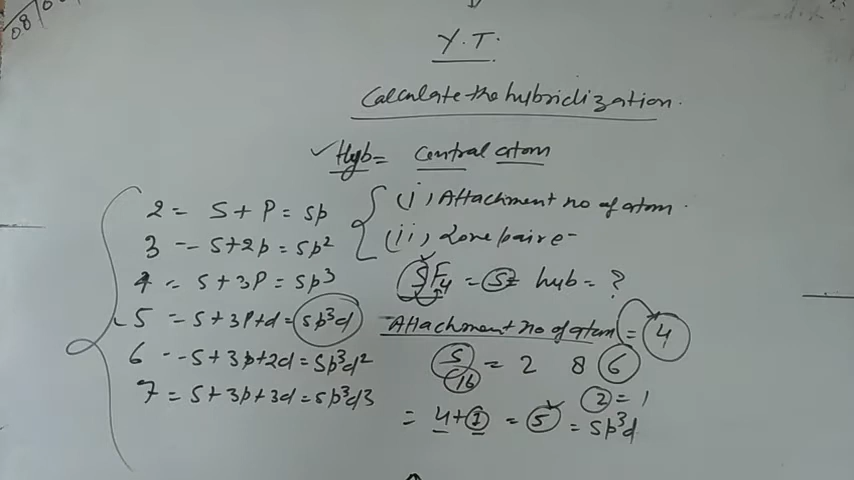 08/0
Y.T.
Calculate the hybridization.
✓ Hyb = Central atom
2 = S + P = sp
3 -- S + 2p = sp²
4 = S + 3P = sp³
5 = S + 3P + d = sp³d
6 -- S + 3p + 2d = sp³d²
7 = S + 3p + 3d = sp³d3
(i) Attachment no of atom.
(ii) Lone paire -
SF₄ = S = hyb = ?
Attachment no of atom = 4
S = 2 8 6
16
2 = 1
= 4 + 1 = 5 = sp³d